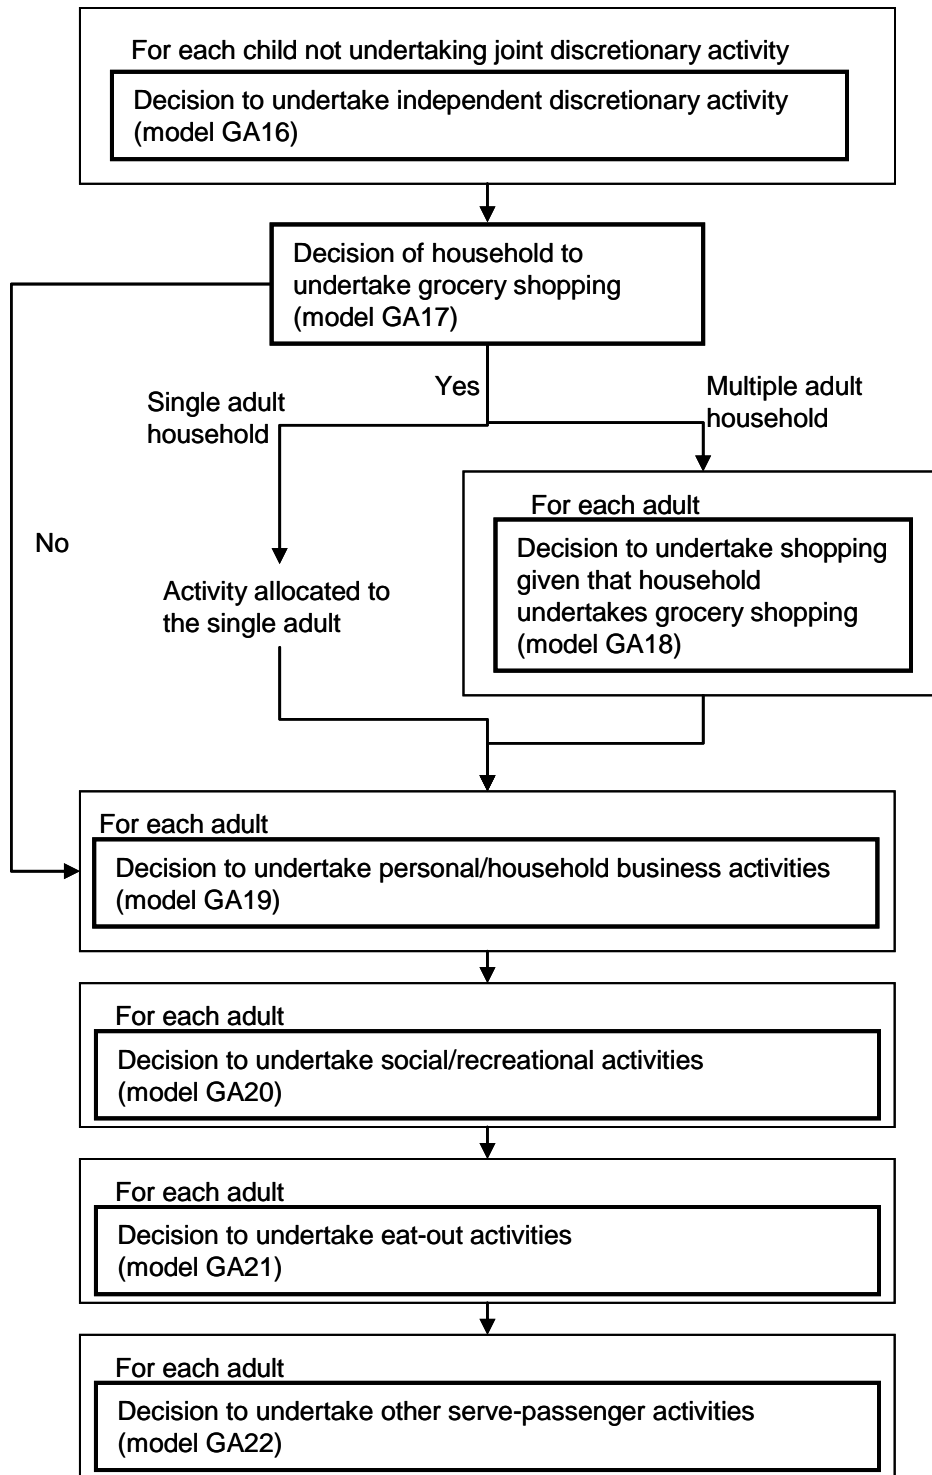 For each child not undertaking joint discretionary activity
Decision to undertake independent discretionary activity
(model GA16)
Decision of household to
undertake grocery shopping
(model GA17)
Yes
Single adult
household
Multiple adult
household
No
For each adult
Decision to undertake shopping
given that household
undertakes grocery shopping
(model GA18)
Activity allocated to
the single adult
For each adult
Decision to undertake personal/household business activities
(model GA19)
For each adult
Decision to undertake social/recreational activities
(model GA20)
For each adult
Decision to undertake eat-out activities
(model GA21)
For each adult
Decision to undertake other serve-passenger activities
(model GA22)